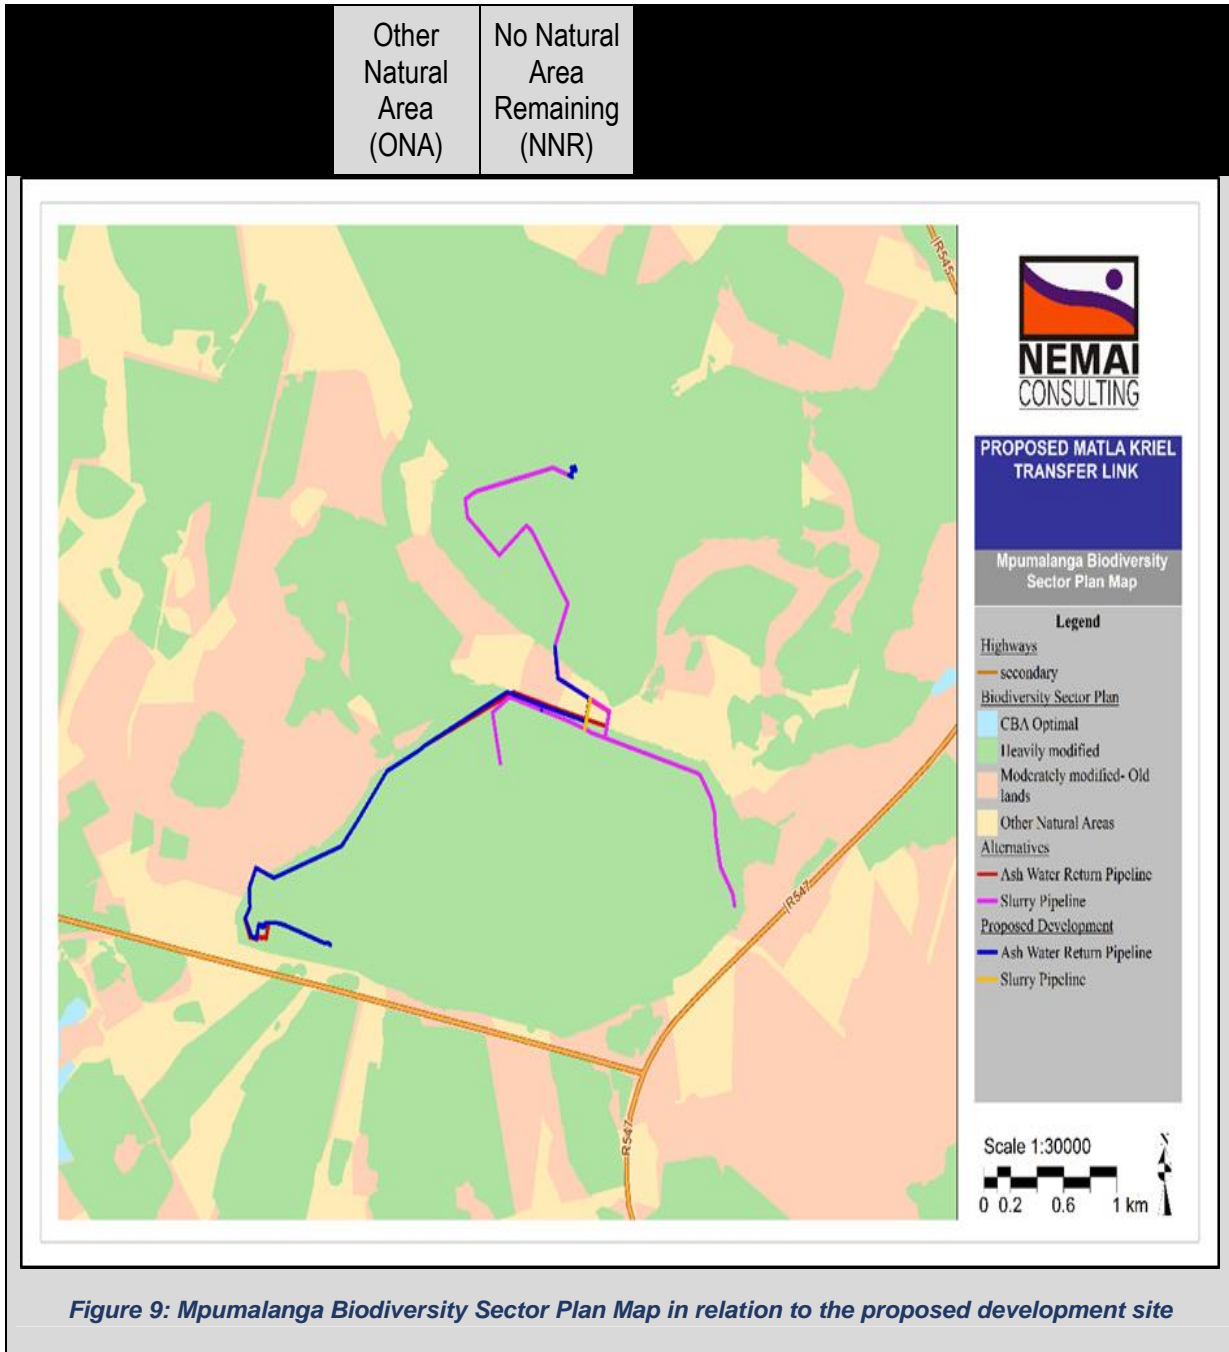 Other
Natural
Area
(ONA)
No Natural
Area
Remaining
(NNR)
R545
R547
R547
NEMAI
CONSULTING
PROPOSED MATLA KRIEL
TRANSFER LINK
Mpumalanga Biodiversity
Sector Plan Map
Legend
Highways
secondary
Biodiversity Sector Plan
CBA Optimal
Heavily modified
Moderately modified- Old
lands
Other Natural Areas
Alternatives
Ash Water Return Pipeline
Slurry Pipeline
Proposed Development
Ash Water Return Pipeline
Slurry Pipeline
Scale 1:30000
N
0 0.2 0.6 1 km
Figure 9: Mpumalanga Biodiversity Sector Plan Map in relation to the proposed development site